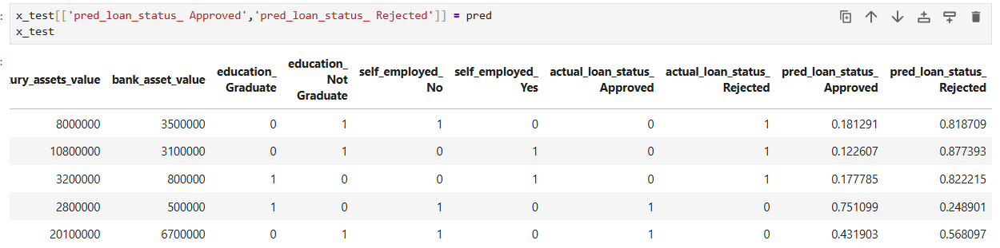 x_test[['pred_loan_status_ Approved','pred_loan_status_ Rejected']] = pred
x_test
ury_assets_value bank_asset_value education_ Graduate education_ Not Graduate self_employed_ No self_employed_ Yes actual_loan_status_ Approved actual_loan_status_ Rejected pred_loan_status_ Approved pred_loan_status_ Rejected
8000000 3500000 0 1 1 0 0 1 0.181291 0.818709
10800000 3100000 0 1 0 1 0 1 0.122607 0.877393
3200000 800000 1 0 0 1 0 1 0.177785 0.822215
2800000 500000 1 0 1 0 1 0 0.751099 0.248901
20100000 6700000 0 1 1 0 1 0 0.431903 0.568097